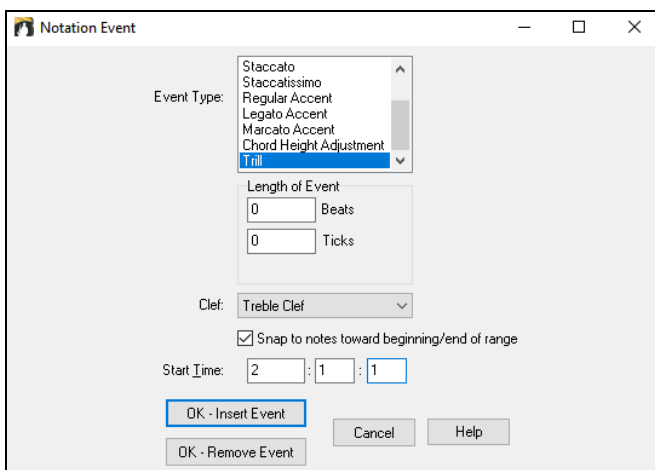 Notation Event
Event Type:
Staccato
Staccatissimo
Regular Accent
Legato Accent
Marcato Accent
Chord Height Adjustment
Trill
Length of Event
0 Beats
0 Ticks
Clef: Treble Clef
Snap to notes toward beginning/end of range
Start Time: 2 : 1 : 1
OK - Insert Event
Cancel Help
OK - Remove Event